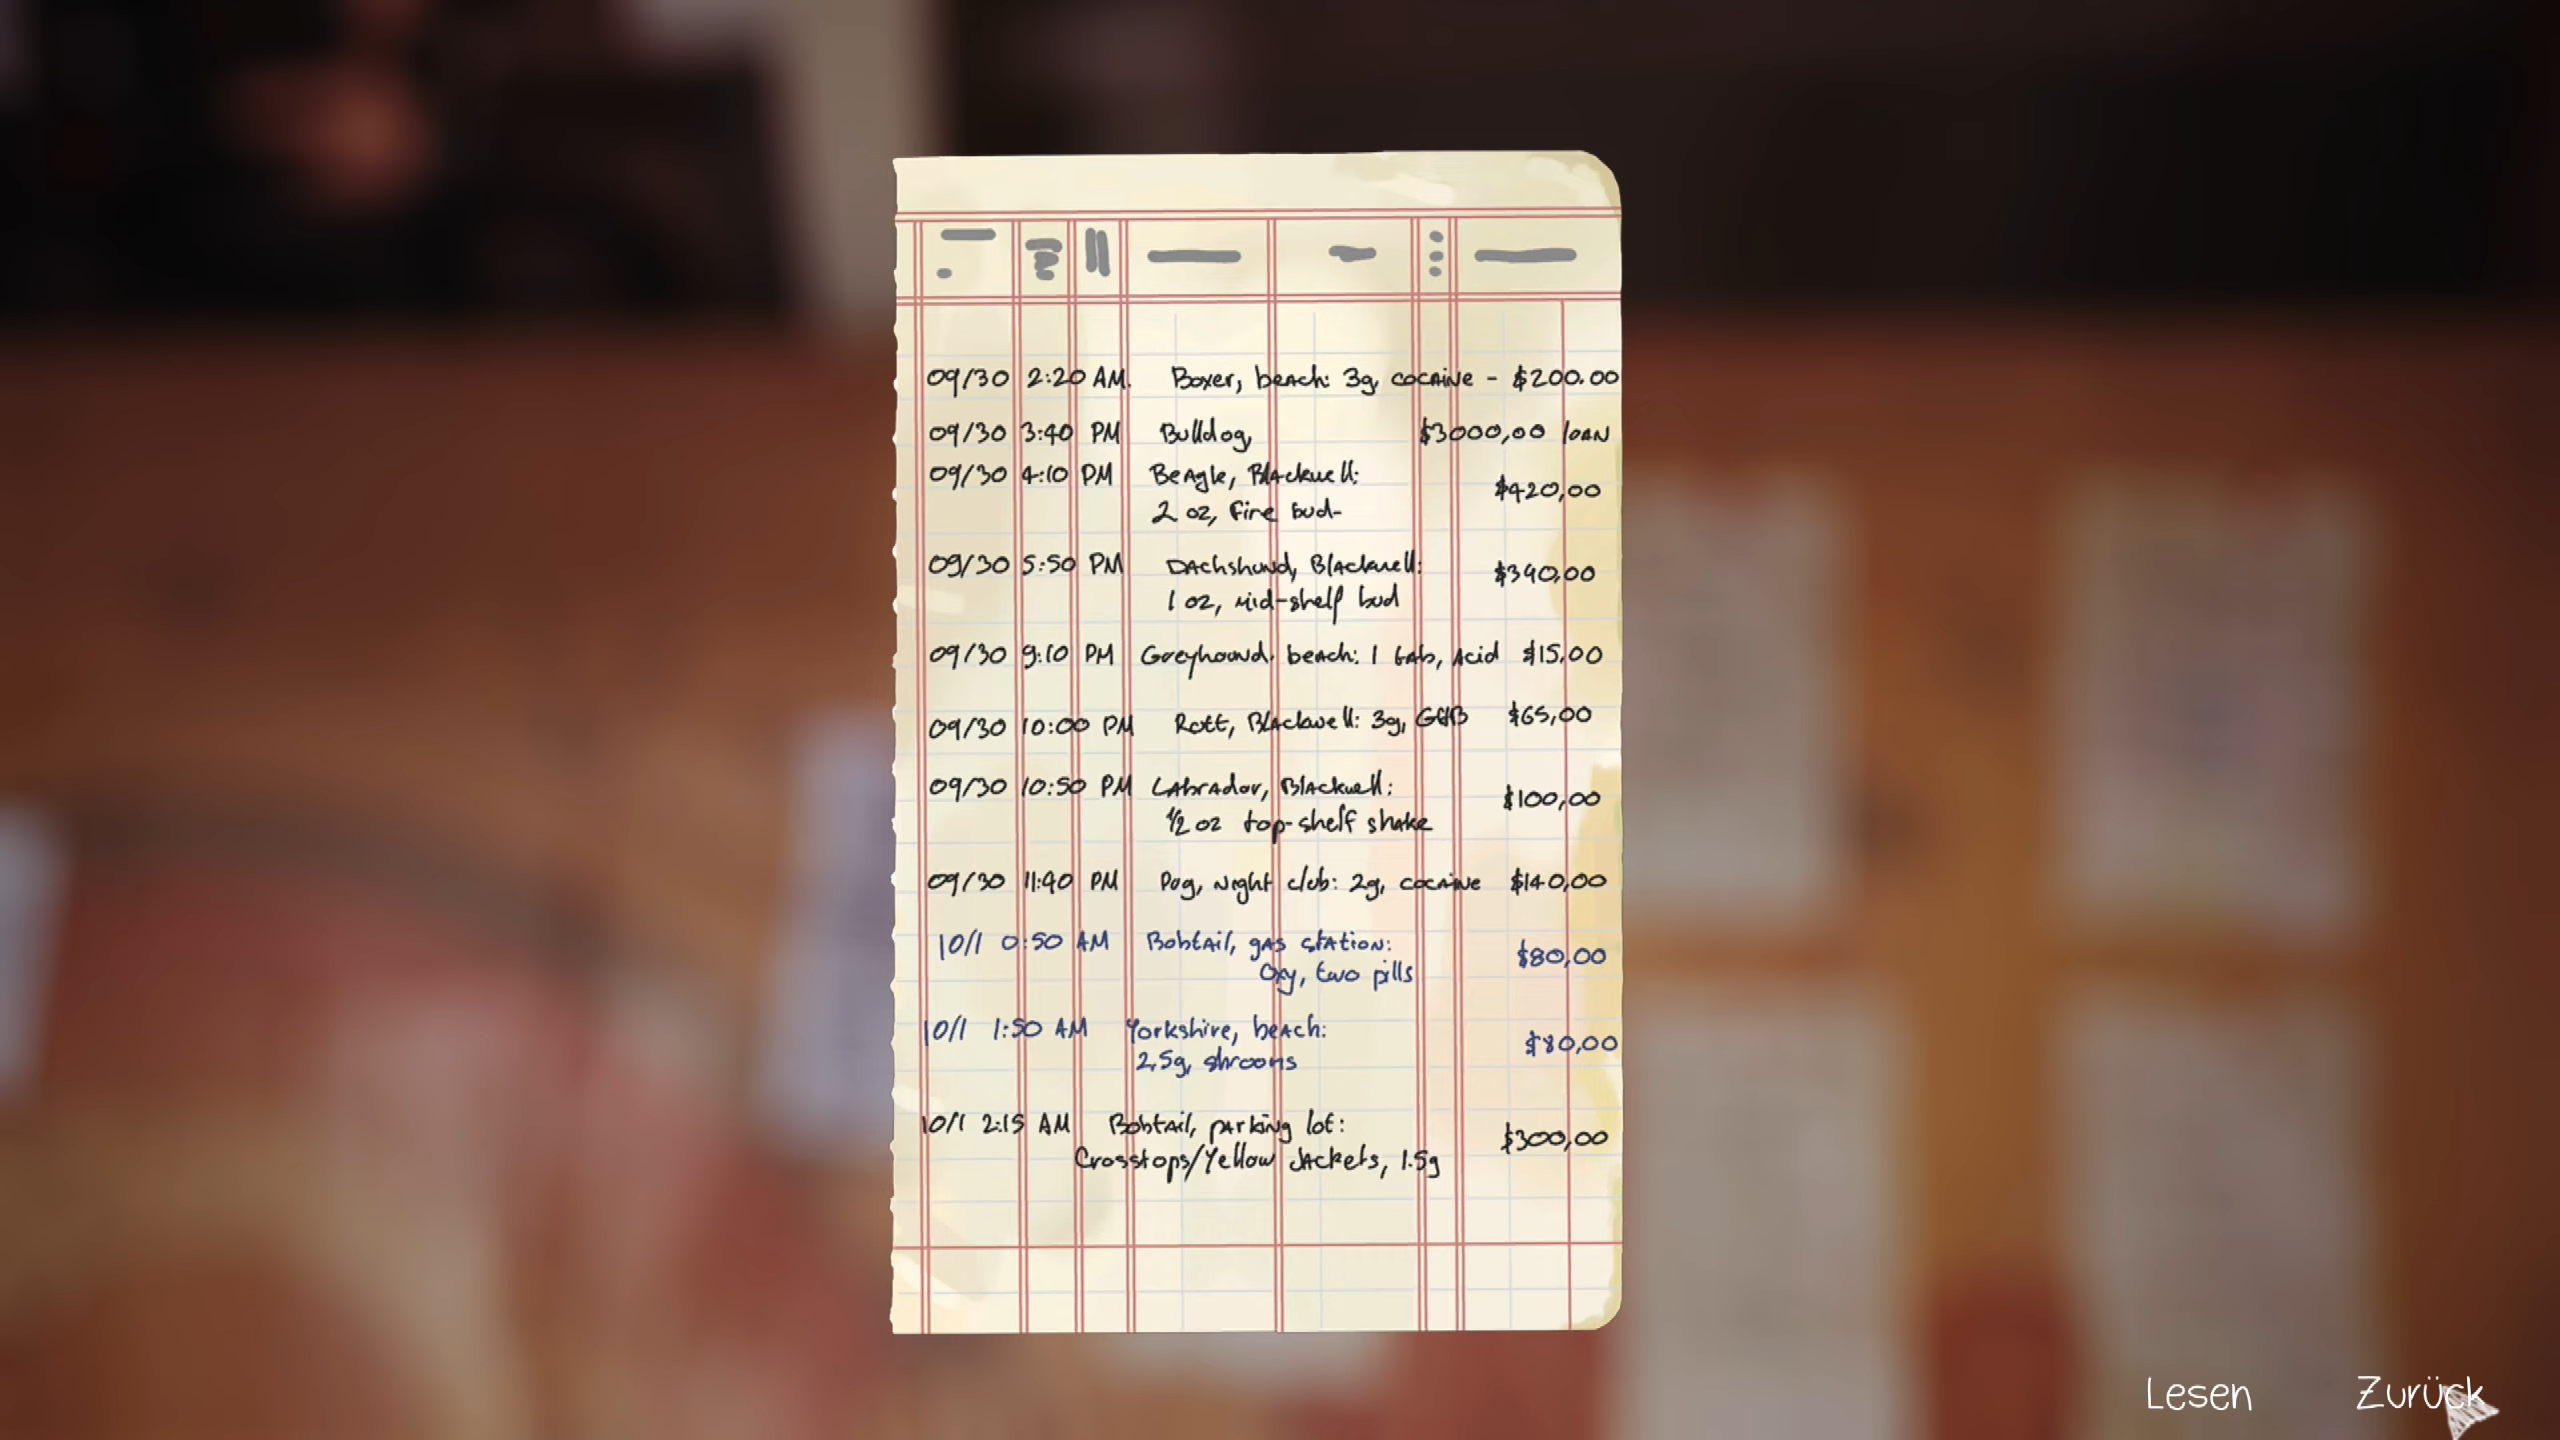 09/30 2:20 AM. Boxer, beach: 3g, cocaine - $200.00
09/30 3:40 PM Bulldog, $3000,00 loan
09/30 4:10 PM Beagle, Blackwell:
2 oz, fine bud- $420,00
09/30 5:50 PM Dachshund, Blackwell:
1 oz, mid-shelf bud $340,00
09/30 9:10 PM Greyhound, beach: 1 tab, acid $15,00
09/30 10:00 PM Rott, Blackwell: 3g, GHB $65,00
09/30 10:50 PM Labrador, Blackwell:
1/2 oz top-shelf shake $100,00
09/30 11:40 PM Pug, night club: 2g, cocaine $140,00
10/1 0:50 AM Bobtail, gas station:
Oxy, two pills $80,00
10/1 1:50 AM Yorkshire, beach:
2,5g, shrooms $80,00
10/1 2:15 AM Bobtail, parking lot:
Crosstops/Yellow Jackets, 1.5g $300,00
Lesen Zurück